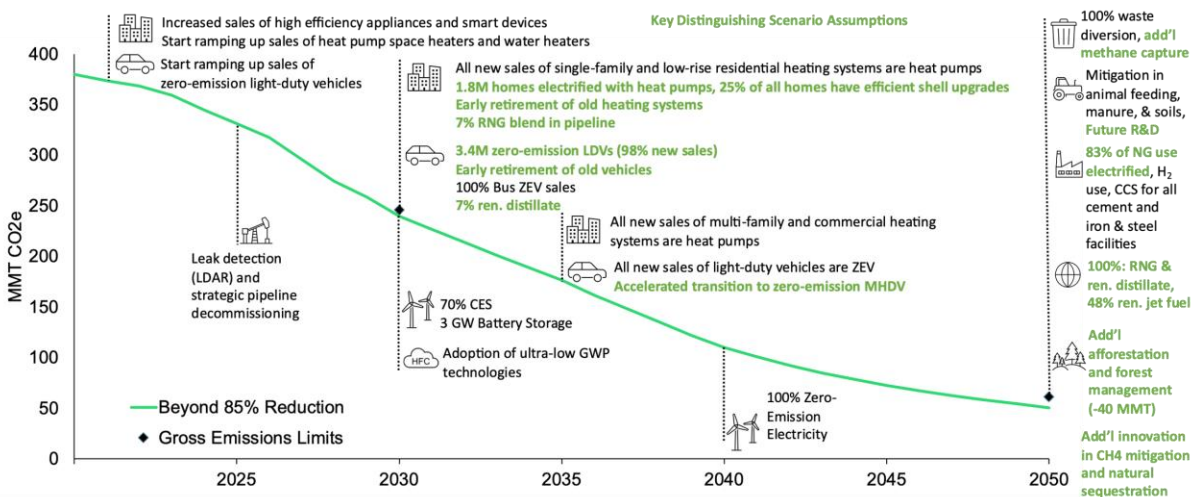 Key Distinguishing Scenario Assumptions
MMT CO2e
400
350
300
250
200
150
100
50
0
Increased sales of high efficiency appliances and smart devices
Start ramping up sales of heat pump space heaters and water heaters
Start ramping up sales of
zero-emission light-duty vehicles
Leak detection
(LDAR) and
strategic pipeline
decommissioning
All new sales of single-family and low-rise residential heating systems are heat pumps
1.8M homes electrified with heat pumps, 25% of all homes have efficient shell upgrades
Early retirement of old heating systems
7% RNG blend in pipeline
3.4M zero-emission LDVs (98% new sales)
Early retirement of old vehicles
100% Bus ZEV sales
7% ren. distillate
70% CES
3 GW Battery Storage
HFC
Adoption of ultra-low GWP
technologies
All new sales of multi-family and commercial heating
systems are heat pumps
All new sales of light-duty vehicles are ZEV
Accelerated transition to zero-emission MHDV
100% Zero-
Emission
Electricity
100% waste
diversion, add'l
methane capture
Mitigation in
animal feeding,
manure, & soils,
Future R&D
83% of NG use
electrified, H2
use, CCS for all
cement and
iron & steel
facilities
100%: RNG &
ren. distillate,
48% ren. jet fuel
Add'l
afforestation
and forest
management
(-40 MMT)
Add'l innovation
in CH4 mitigation
and natural
sequestration
Beyond 85% Reduction
Gross Emissions Limits
2025
2030
2035
2040
2045
2050